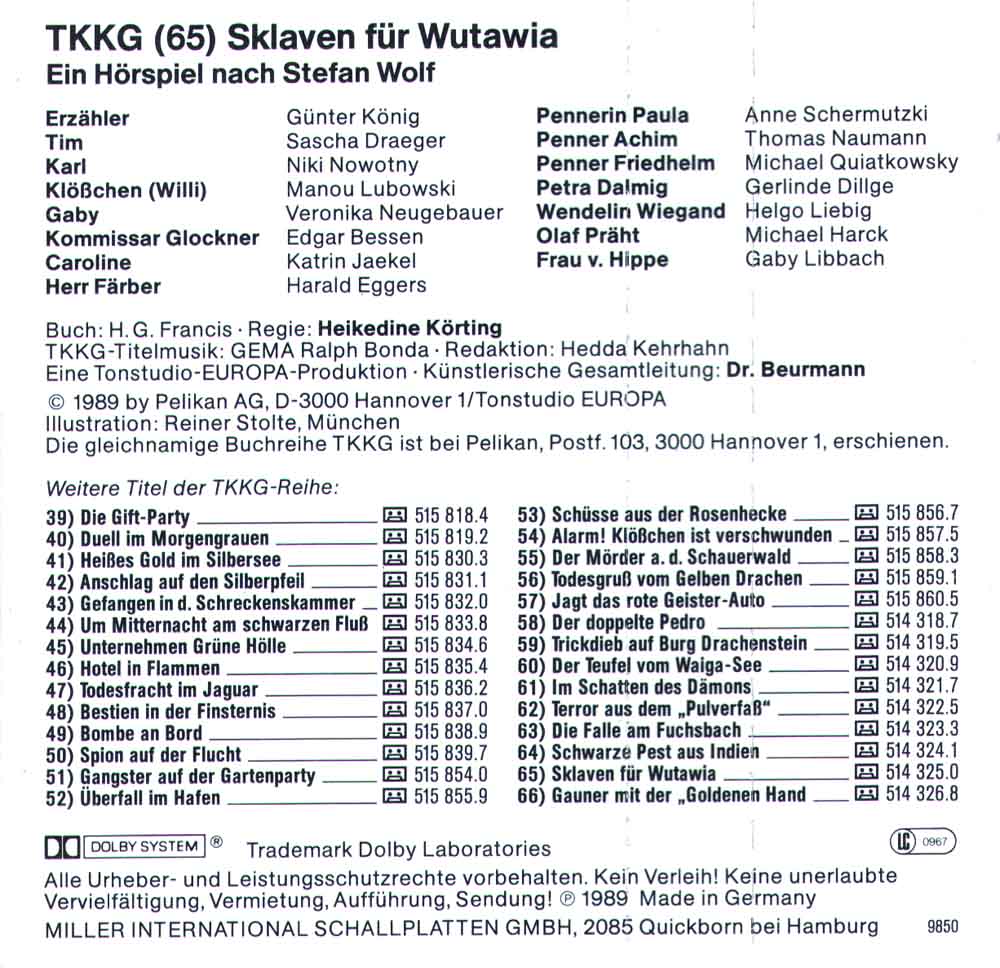 TKKG (65) Sklaven für Wutawia
Ein Hörspiel nach Stefan Wolf
Erzähler Günter König
Tim Sascha Draeger
Karl Niki Nowotny
Klößchen (Willi) Manou Lubowski
Gaby Veronika Neugebauer
Kommissar Glockner Edgar Bessen
Caroline Katrin Jaekel
Herr Färber Harald Eggers
Pennerin Paula Anne Schermutzki
Penner Achim Thomas Naumann
Penner Friedhelm Michael Quiatkowsky
Petra Dalmig Gerlinde Dillge
Wendelin Wiegand Helgo Liebig
Olaf Präht Michael Harck
Frau v. Hippe Gaby Libbach
Buch: H. G. Francis · Regie: Heikedine Körting
TKKG-Titelmusik: GEMA Ralph Bonda · Redaktion: Hedda Kehrhahn
Eine Tonstudio-EUROPA-Produktion · Künstlerische Gesamtleitung: Dr. Beurmann
© 1989 by Pelikan AG, D-3000 Hannover 1/Tonstudio EUROPA
Illustration: Reiner Stolte, München
Die gleichnamige Buchreihe TKKG ist bei Pelikan, Postf. 103, 3000 Hannover 1, erschienen.
Weitere Titel der TKKG-Reihe:
39) Die Gift-Party 515 818.4
40) Duell im Morgengrauen 515 819.2
41) Heißes Gold im Silbersee 515 830.3
42) Anschlag auf den Silberpfeil 515 831.1
43) Gefangen in d. Schreckenskammer 515 832.0
44) Um Mitternacht am schwarzen Fluß 515 833.8
45) Unternehmen Grüne Hölle 515 834.6
46) Hotel in Flammen 515 835.4
47) Todesfracht im Jaguar 515 836.2
48) Bestien in der Finsternis 515 837.0
49) Bombe an Bord 515 838.9
50) Spion auf der Flucht 515 839.7
51) Gangster auf der Gartenparty 515 854.0
52) Überfall im Hafen 515 855.9
53) Schüsse aus der Rosenhecke 515 856.7
54) Alarm! Klößchen ist verschwunden 515 857.5
55) Der Mörder a. d. Schauerwald 515 858.3
56) Todesgruß vom Gelben Drachen 515 859.1
57) Jagt das rote Geister-Auto 515 860.5
58) Der doppelte Pedro 514 318.7
59) Trickdieb auf Burg Drachenstein 514 319.5
60) Der Teufel vom Waiga-See 514 320.9
61) Im Schatten des Dämons 514 321.7
62) Terror aus dem „Pulverfaß" 514 322.5
63) Die Falle am Fuchsbach 514 323.3
64) Schwarze Pest aus Indien 514 324.1
65) Sklaven für Wutawia 514 325.0
66) Gauner mit der „Goldenen Hand 514 326.8
DOLBY SYSTEM ® Trademark Dolby Laboratories
LC 0967
Alle Urheber- und Leistungsschutzrechte vorbehalten. Kein Verleih! Keine unerlaubte
Vervielfältigung, Vermietung, Aufführung, Sendung! ℗ 1989 Made in Germany
MILLER INTERNATIONAL SCHALLPLATTEN GMBH, 2085 Quickborn bei Hamburg 9850